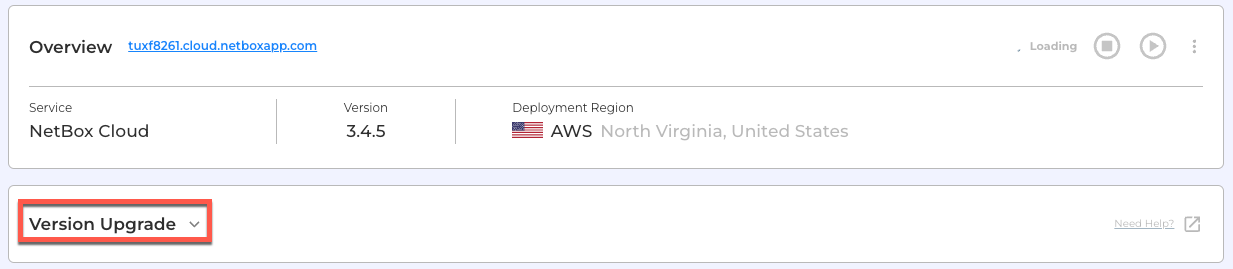 Overview tuxf8261.cloud.netboxapp.com Loading
Service Version Deployment Region
NetBox Cloud 3.4.5 AWS North Virginia, United States
Version Upgrade Need Help?